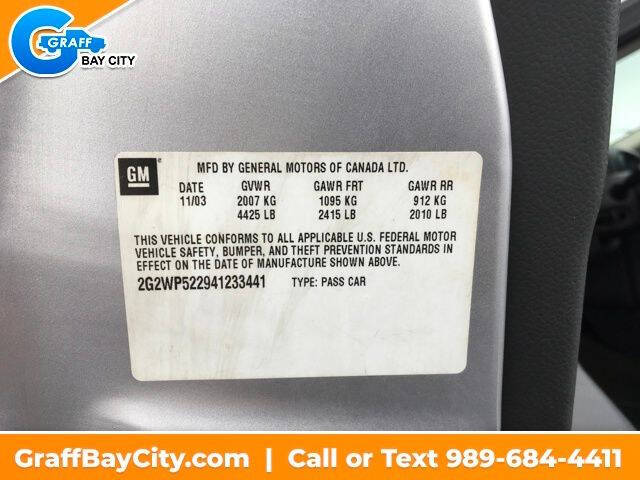 GRAFF
BAY CITY
GM
MFD BY GENERAL MOTORS OF CANADA LTD.
DATE GVWR GAWR FRT GAWR RR
11/03 2007 KG 1095 KG 912 KG
4425 LB 2415 LB 2010 LB
THIS VEHICLE CONFORMS TO ALL APPLICABLE U.S. FEDERAL MOTOR
VEHICLE SAFETY, BUMPER, AND THEFT PREVENTION STANDARDS IN
EFFECT ON THE DATE OF MANUFACTURE SHOWN ABOVE.
2G2WP522941233441 TYPE: PASS CAR
GraffBayCity.com | Call or Text 989-684-4411